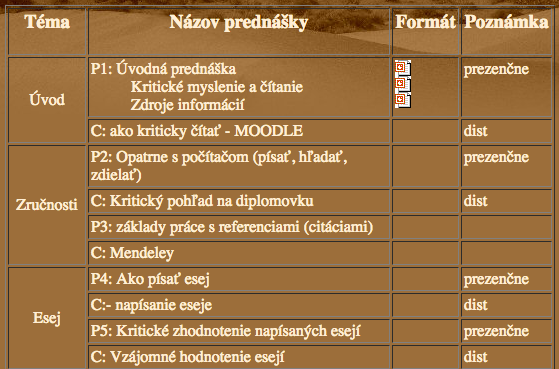 Téma Názov prednášky Formát Poznámka
P1: Úvodná prednáška prezenčne
Kritické myslenie a čítanie
Úvod
Zdroje informácií
C: ako kriticky čítať - MOODLE dist
P2: Opatrne s počítačom (písať, hľadať, prezenčne
zdielať)
Zručnosti
C: Kritický pohľad na diplomovku dist
P3: základy práce s referenciami (citáciami)
C: Mendeley
P4: Ako písať esej prezenčne
C:- napísanie eseje dist
Esej
P5: Kritické zhodnotenie napísaných esejí prezenčne
C: Vzájomné hodnotenie esejí dist